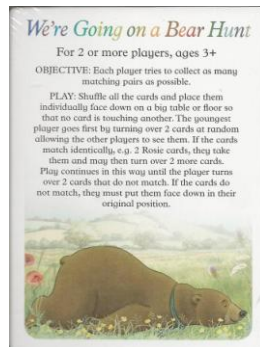 We're Going on a Bear Hunt
For 2 or more players, ages 3+
OBJECTIVE: Each player tries to collect as many
matching pairs as possible.
PLAY: Shuffle all the cards and place them
individually face down on a big table or floor so
that no card is touching another. The youngest
player goes first by turning over 2 cards at random
allowing the other players to see them. If the cards
match identically, e.g. 2 Rosie cards, they take
them and may then turn over 2 more cards.
Play continues in this way until the player turns
over 2 cards that do not match. If the cards do
not match, they must put them face down in their
original position.